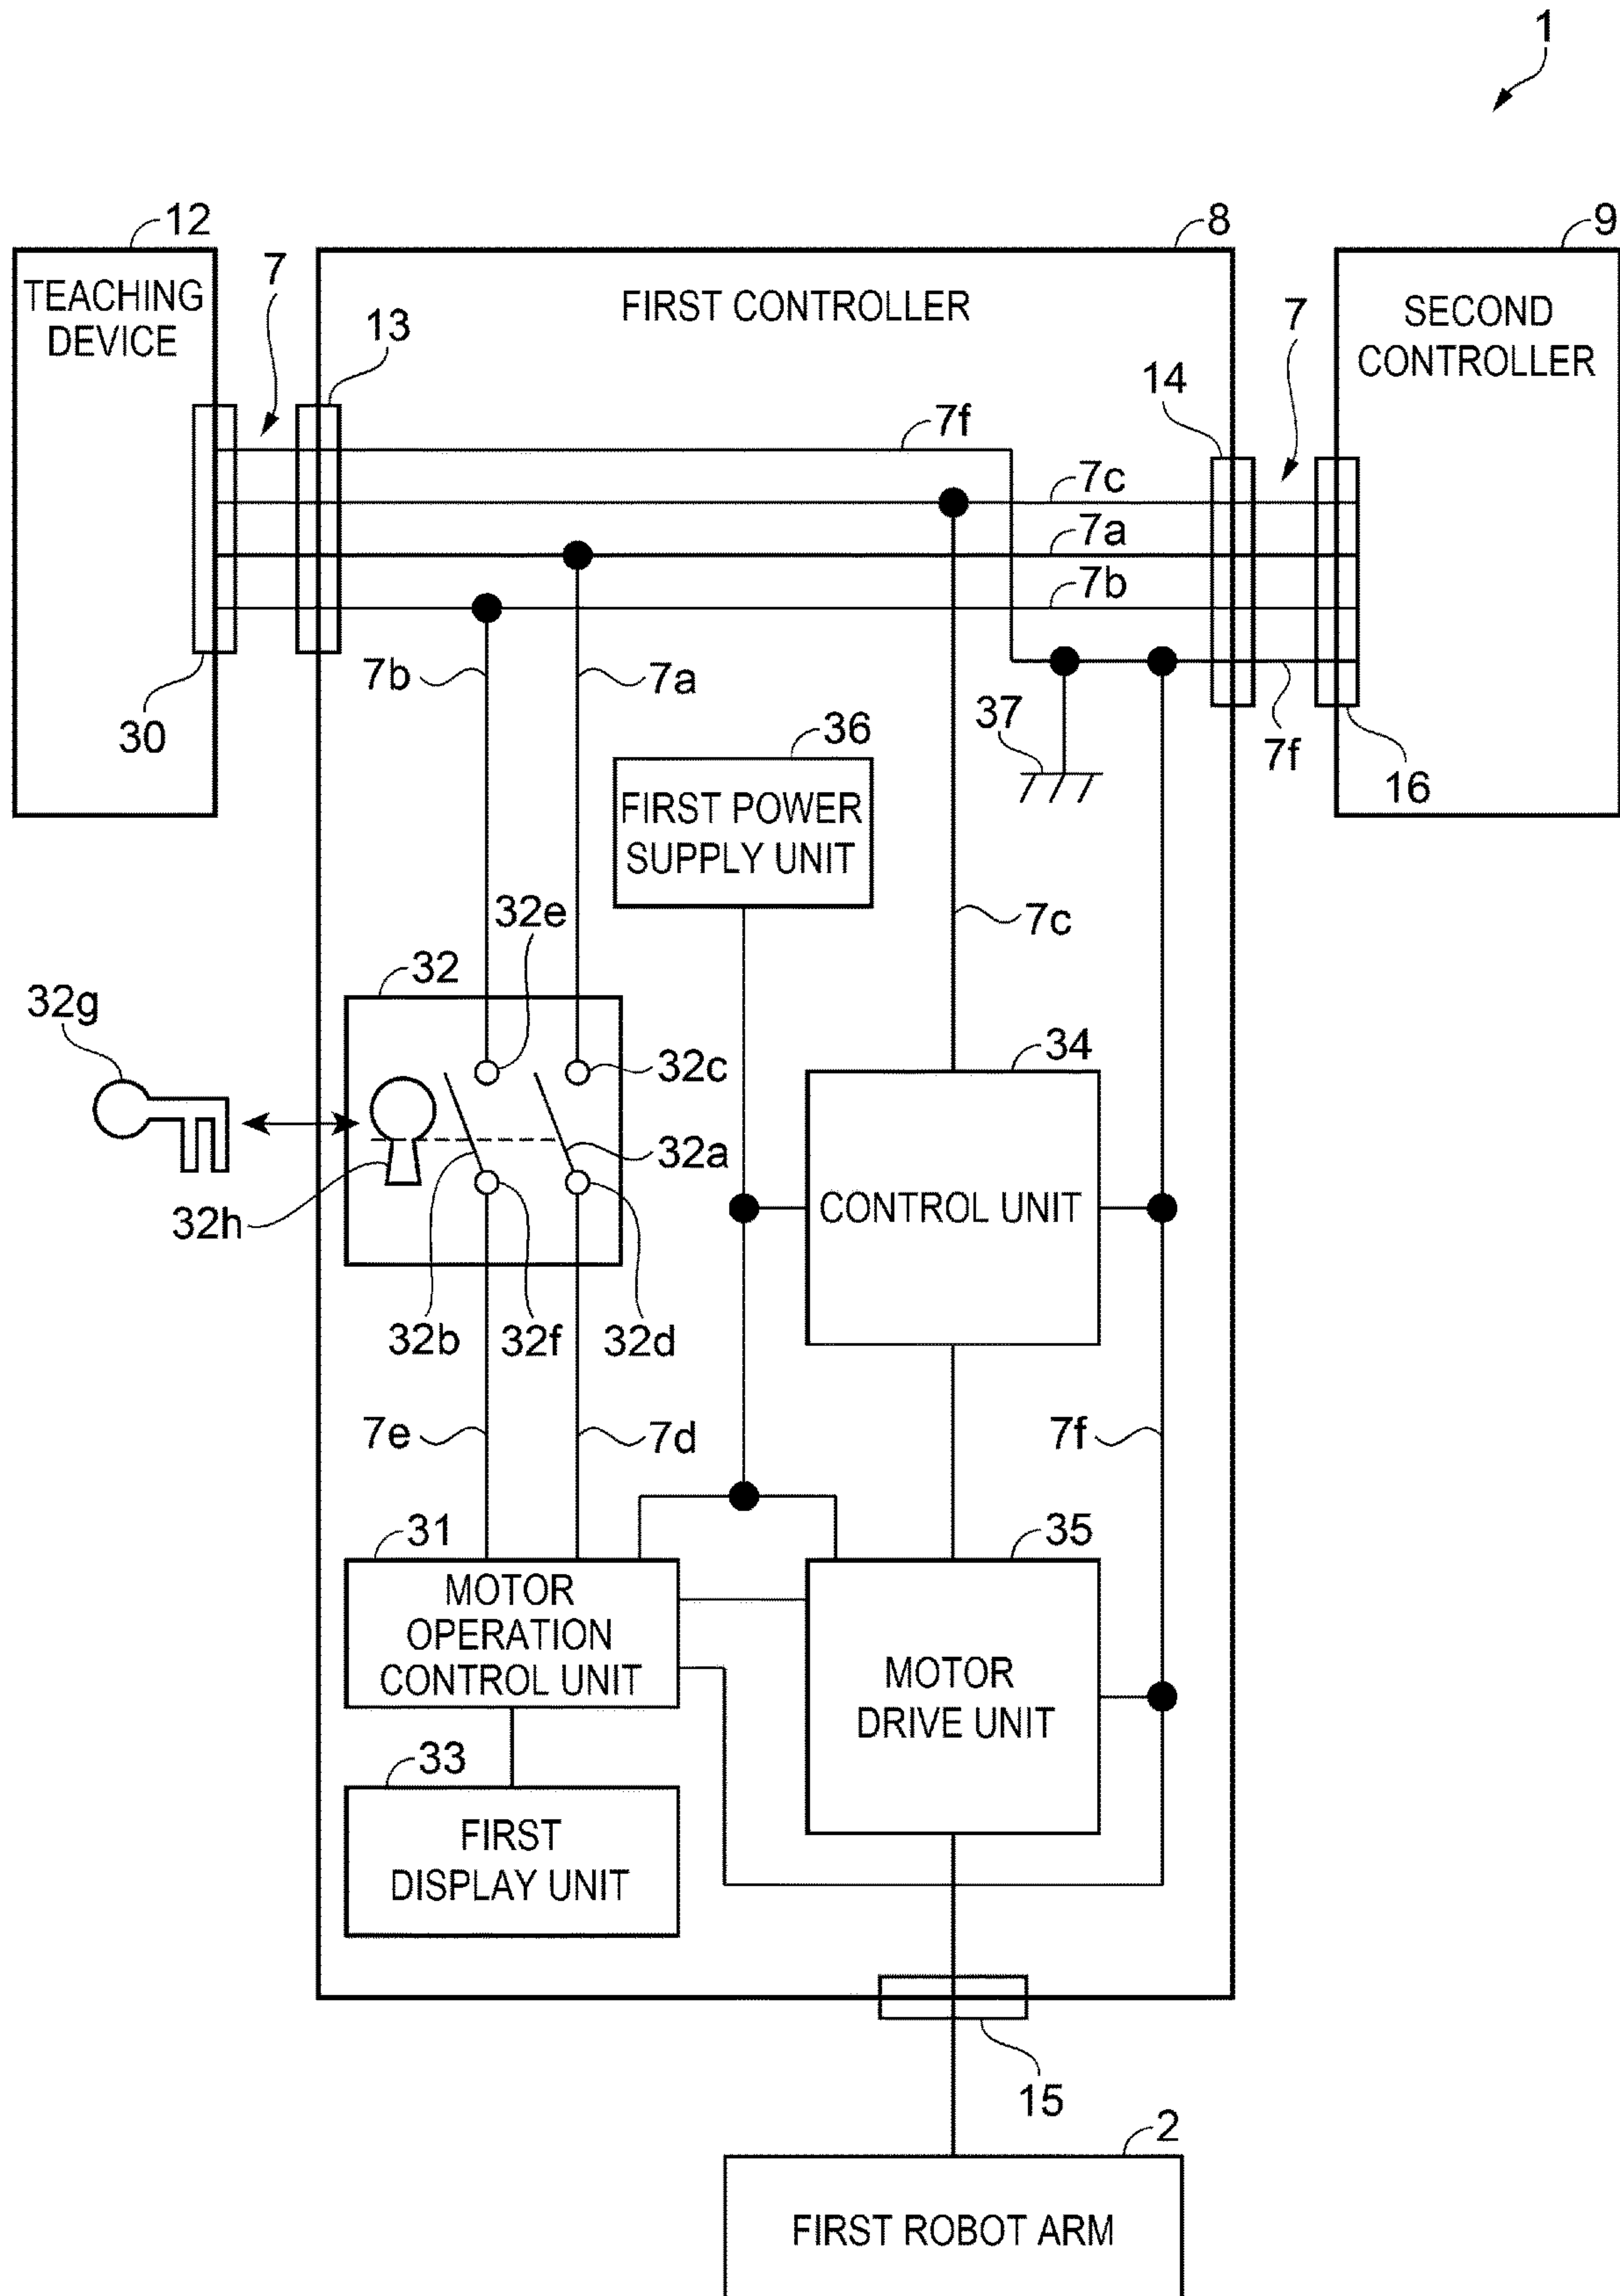 1
12
8
9
TEACHING
DEVICE
7
13
FIRST CONTROLLER
14
7
SECOND
CONTROLLER
7f
7c
7a
7b
7b
7a
30
37
7f
16
36
FIRST POWER
SUPPLY UNIT
32e
7c
32
32g
32c
34
32a
32h
CONTROL UNIT
32b
32f
32d
7e
7d
7f
31
35
MOTOR
OPERATION
CONTROL UNIT
MOTOR
DRIVE UNIT
33
FIRST
DISPLAY UNIT
15
2
FIRST ROBOT ARM